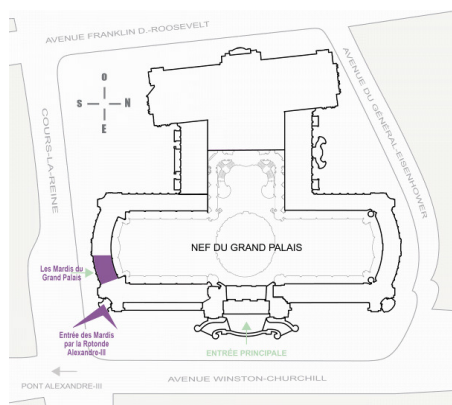 AVENUE FRANKLIN D.-ROOSEVELT
AVENUE DU GÉNÉRAL-EISENHOWER
O
S
N
E
COURS-LA-REINE
NEF DU GRAND PALAIS
Les Mardis du
Grand Palais
Entrée des Mardis
par la Rotonde
Alexandre-III
ENTRÉE PRINCIPALE
AVENUE WINSTON-CHURCHILL
PONT ALEXANDRE-III